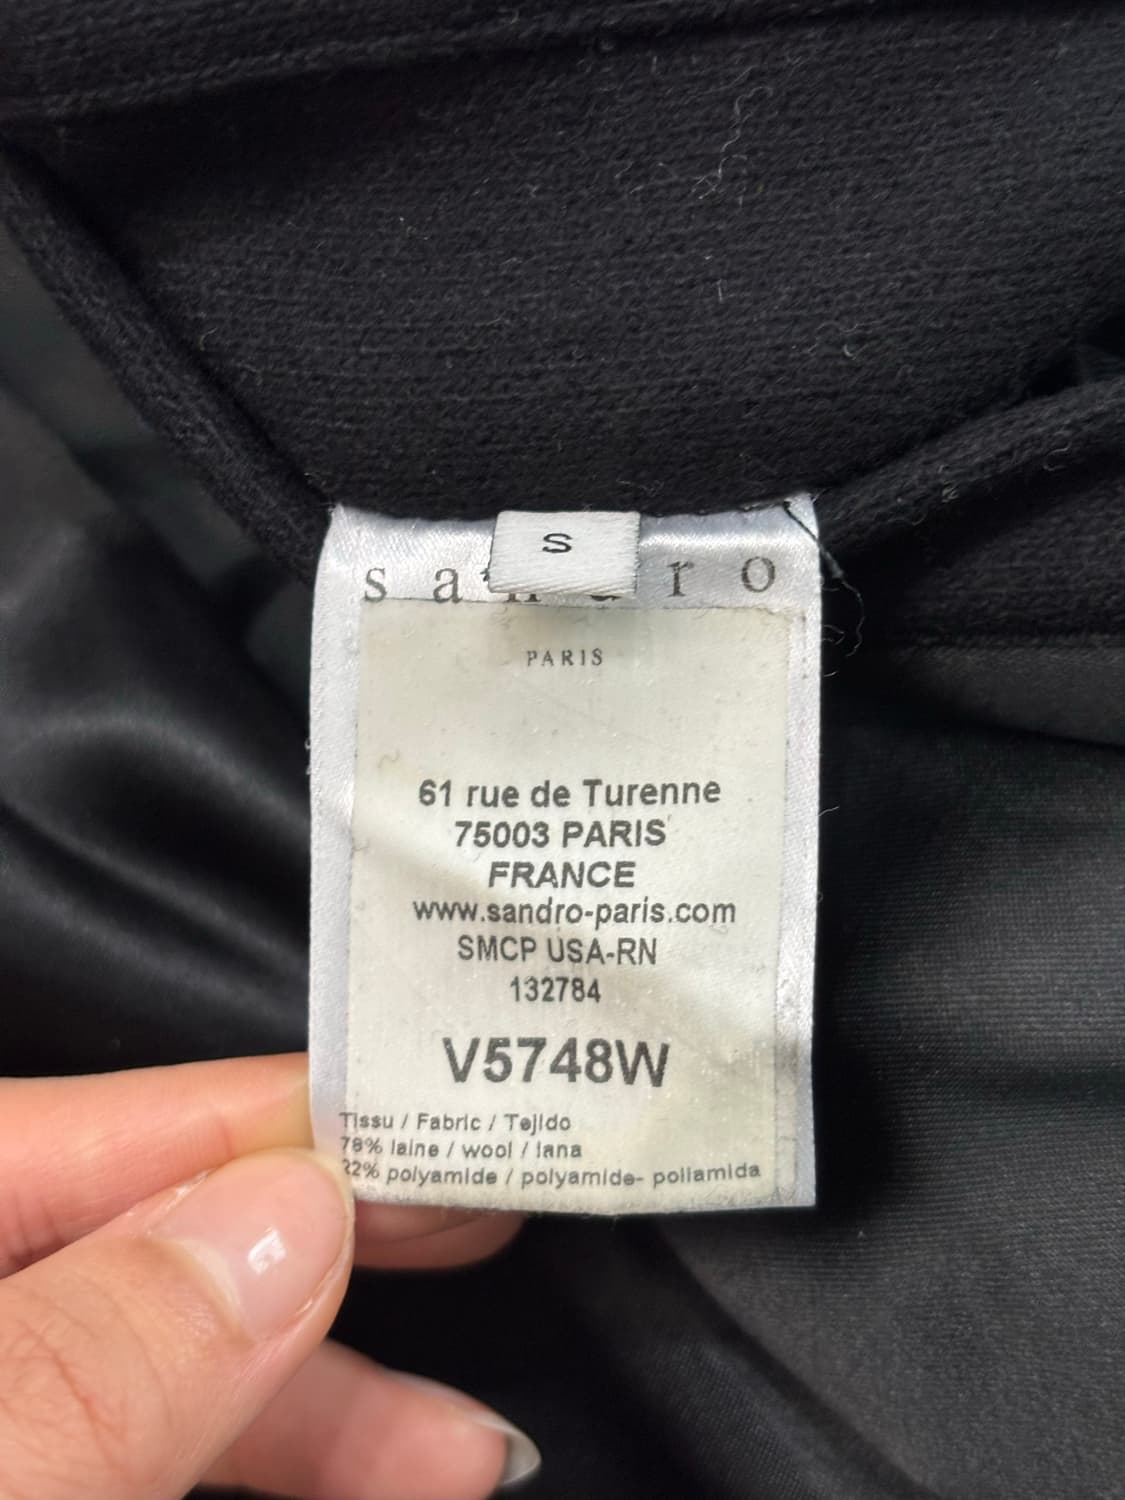 S
sandro
PARIS
61 rue de Turenne
75003 PARIS
FRANCE
www.sandro-paris.com
SMCP USA-RN
132784
V5748W
Tissu / Fabric / Tejido
78% laine / wool / lana
22% polyamide / polyamide- poliamida